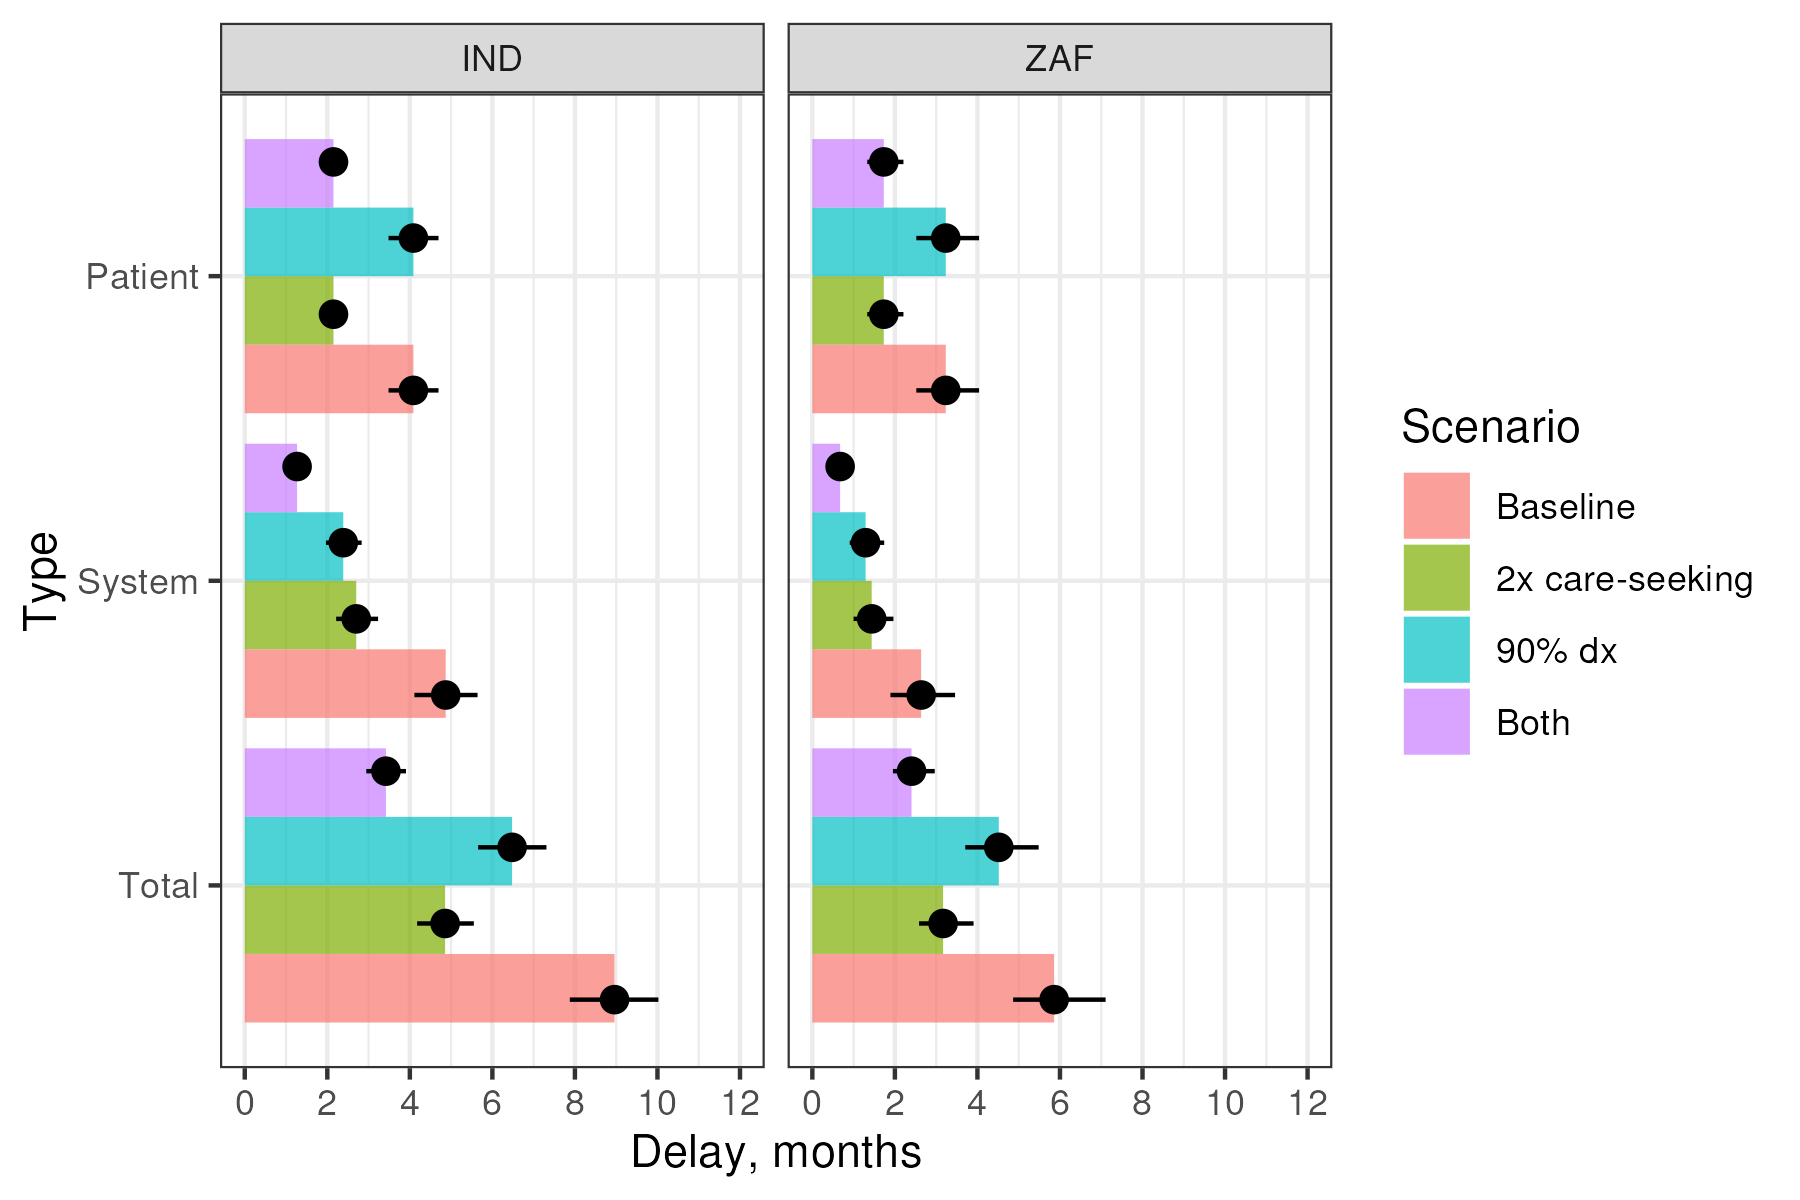 IND
ZAF
Type
Patient
System
Total
0 2 4 6 8 10 12
0 2 4 6 8 10 12
Delay, months
Scenario
Baseline
2x care-seeking
90% dx
Both